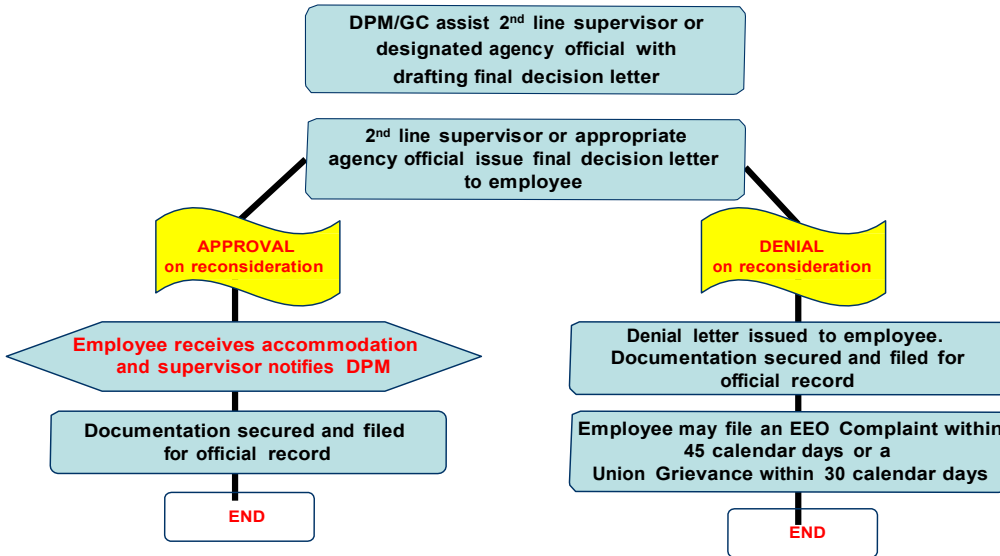 DPM/GC assist 2nd line supervisor or
designated agency official with
drafting final decision letter
2nd line supervisor or appropriate
agency official issue final decision letter
to employee
APPROVAL
on reconsideration
DENIAL
on reconsideration
Employee receives accommodation
and supervisor notifies DPM
Denial letter issued to employee.
Documentation secured and filed for
official record
Documentation secured and filed
for official record
Employee may file an EEO Complaint within
45 calendar days or a
Union Grievance within 30 calendar days
END
END